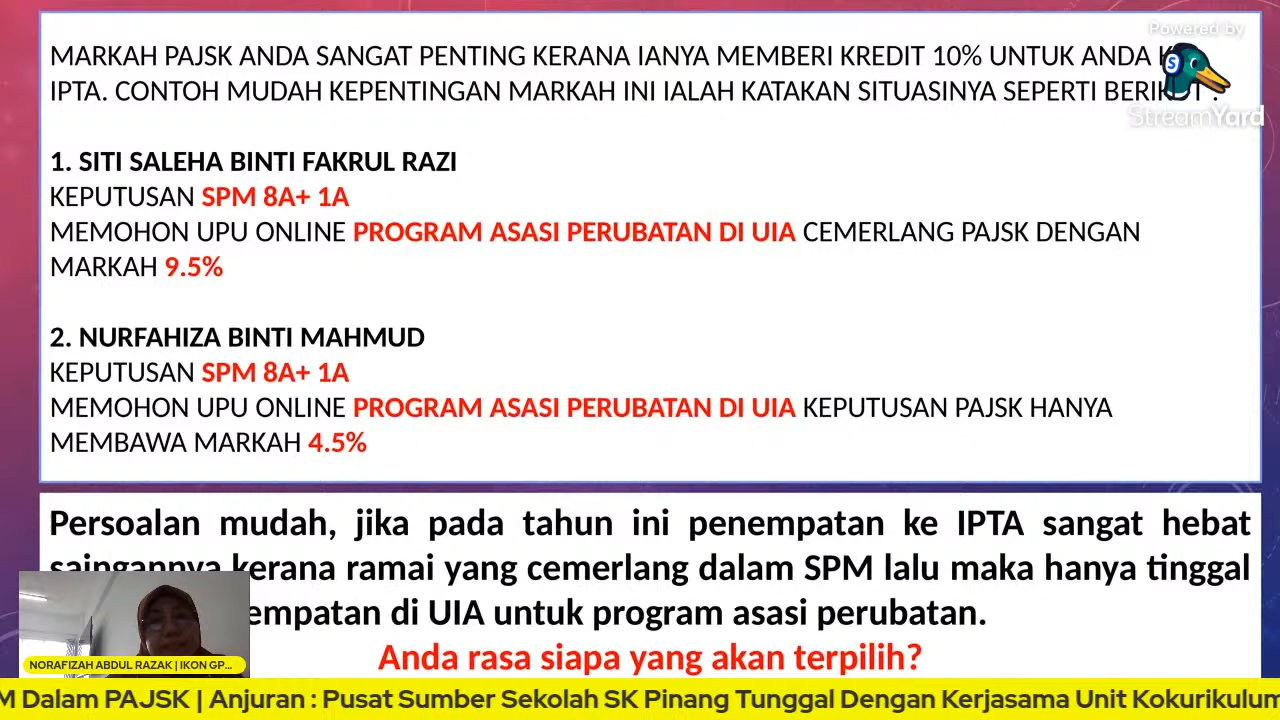 Powered by
StreamYard
MARKAH PAJSK ANDA SANGAT PENTING KERANA IANYA MEMBERI KREDIT 10% UNTUK ANDA
IPTA. CONTOH MUDAH KEPENTINGAN MARKAH INI IALAH KATAKAN SITUASINYA SEPERTI BERIKUT :
1. SITI SALEHA BINTI FAKRUL RAZI
KEPUTUSAN SPM 8A+ 1A
MEMOHON UPU ONLINE PROGRAM ASASI PERUBATAN DI UIA CEMERLANG PAJSK DENGAN
MARKAH 9.5%
2. NURFAHIZA BINTI MAHMUD
KEPUTUSAN SPM 8A+ 1A
MEMOHON UPU ONLINE PROGRAM ASASI PERUBATAN DI UIA KEPUTUSAN PAJSK HANYA
MEMBAWA MARKAH 4.5%
Persoalan mudah, jika pada tahun ini penempatan ke IPTA sangat hebat
saingannya kerana ramai yang cemerlang dalam SPM lalu maka hanya tinggal
empatan di UIA untuk program asasi perubatan.
Anda rasa siapa yang akan terpilih?
NORAFIZAH ABDUL RAZAK | IKON GP...
M Dalam PAJSK | Anjuran : Pusat Sumber Sekolah SK Pinang Tunggal Dengan Kerjasama Unit Kokurikulum